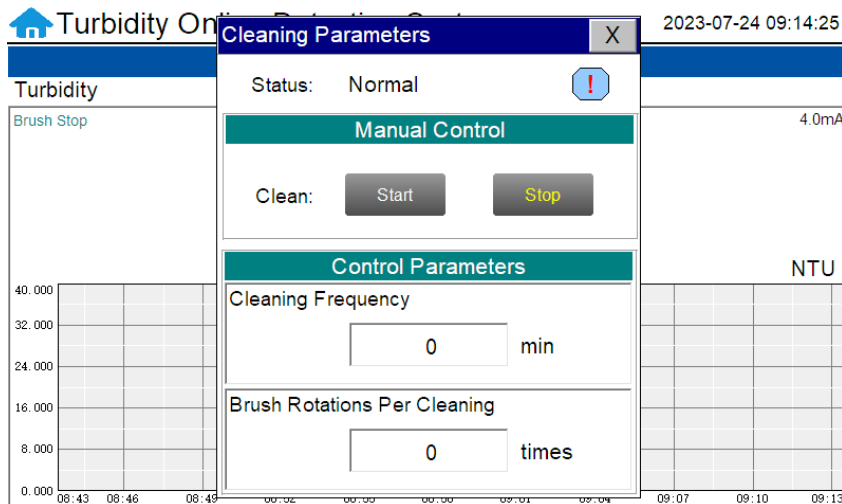 Turbidity On
2023-07-24 09:14:25
Cleaning Parameters
X
Status: Normal
!
Turbidity
Brush Stop
4.0mA
Manual Control
Clean: Start Stop
NTU
Control Parameters
Cleaning Frequency
0 min
Brush Rotations Per Cleaning
0 times
40.000
32.000
24.000
16.000
8.000
0.000
08:43 08:46 08:49 09:07 09:10 09:13